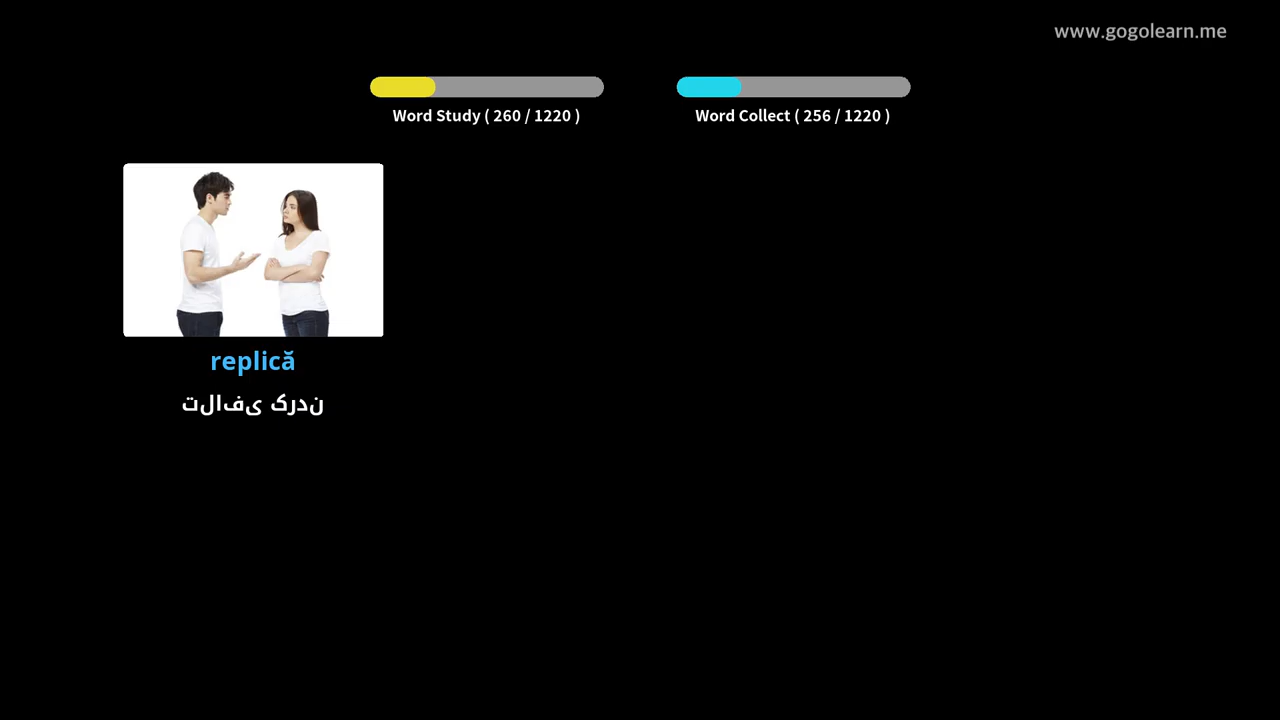 www.gogolearn.me
Word Study ( 260 / 1220 )
Word Collect ( 256 / 1220 )
replică
تلافی کردن